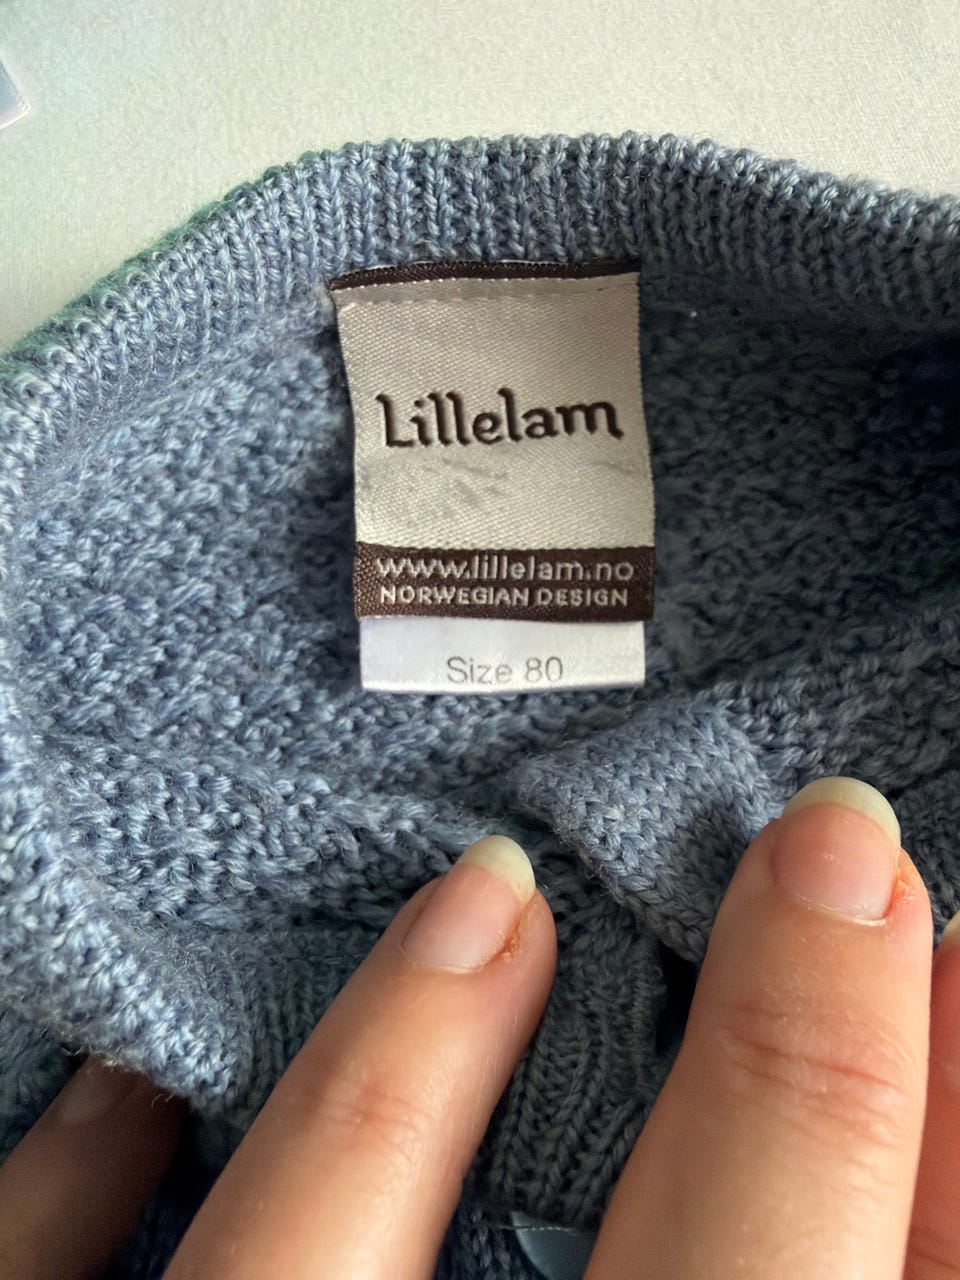 Lillelam
www.lillelam.no
NORWEGIAN DESIGN
Size 80